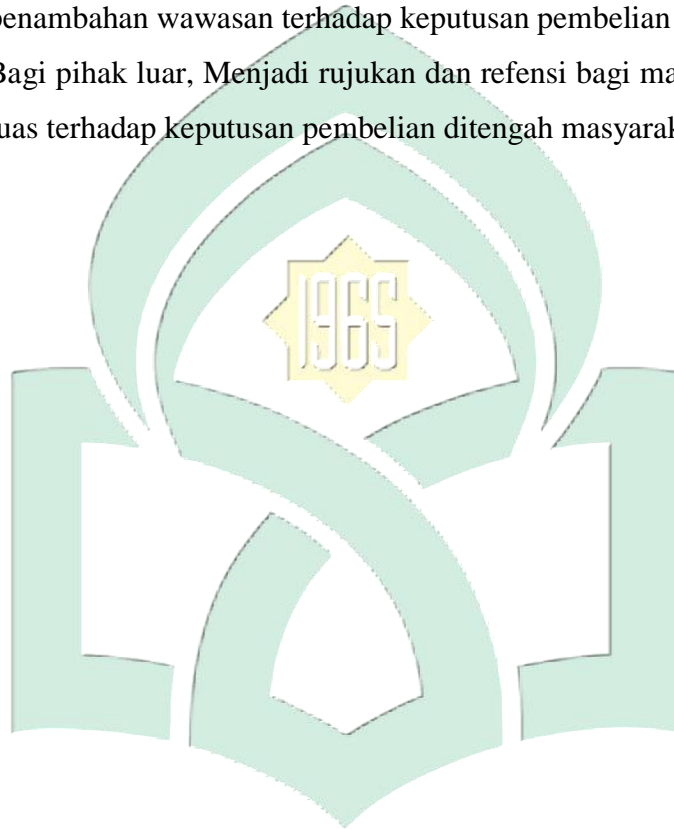 penambahan wawasan terhadap keputusan pembelian
Bagi pihak luar, Menjadi rujukan dan refensi bagi ma
uas terhadap keputusan pembelian ditengah masyarak
1965